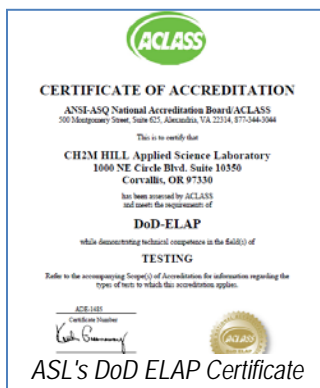 ACLASS
CERTIFICATE OF ACCREDITATION
ANSI-ASQ National Accreditation Board/ACLASS
500 Montgomery Street, Suite 625, Alexandria, VA 22314, 877-344-3044
This is to certify that
CH2M HILL Applied Science Laboratory
1000 NE Circle Blvd. Suite 10350
Corvallis, OR 97330
has been assessed by ACLASS
and meets the requirements of
DoD-ELAP
while demonstrating technical competence in the field(s) of
TESTING
Refer to the accompanying Scope(s) of Accreditation for information regarding the
types of tests to which this accreditation applies.
ADE-1485
Certificate Number
ACLASS
ASL's DoD ELAP Certificate